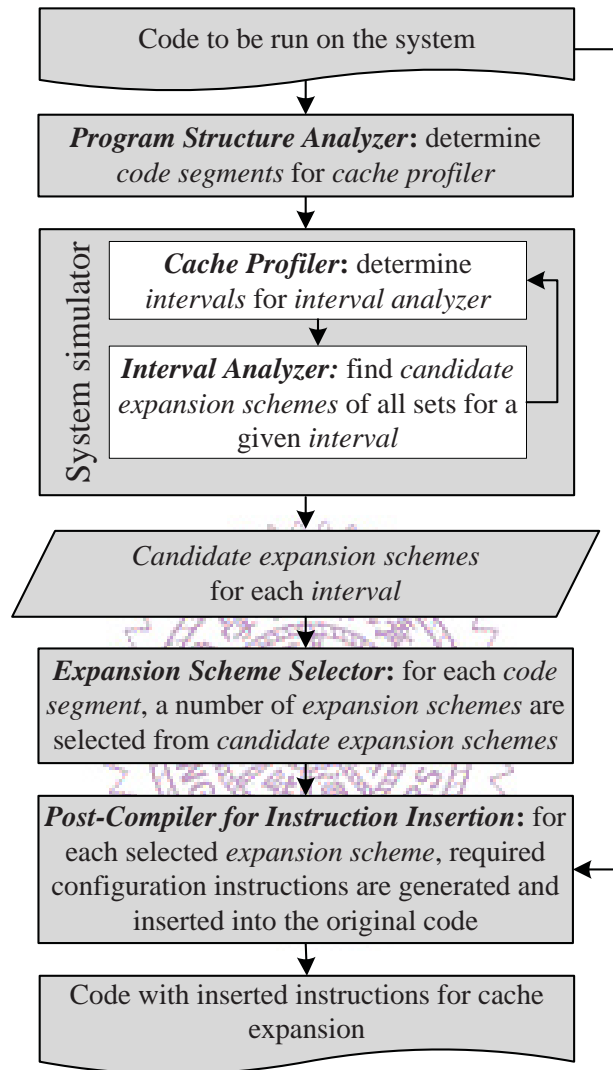 Code to be run on the system
Program Structure Analyzer: determine
code segments for cache profiler
System simulator
Cache Profiler: determine
intervals for interval analyzer
Interval Analyzer: find candidate
expansion schemes of all sets for a
given interval
Candidate expansion schemes
for each interval
Expansion Scheme Selector: for each code
segment, a number of expansion schemes are
selected from candidate expansion schemes
Post-Compiler for Instruction Insertion: for
each selected expansion scheme, required
configuration instructions are generated and
inserted into the original code
Code with inserted instructions for cache
expansion